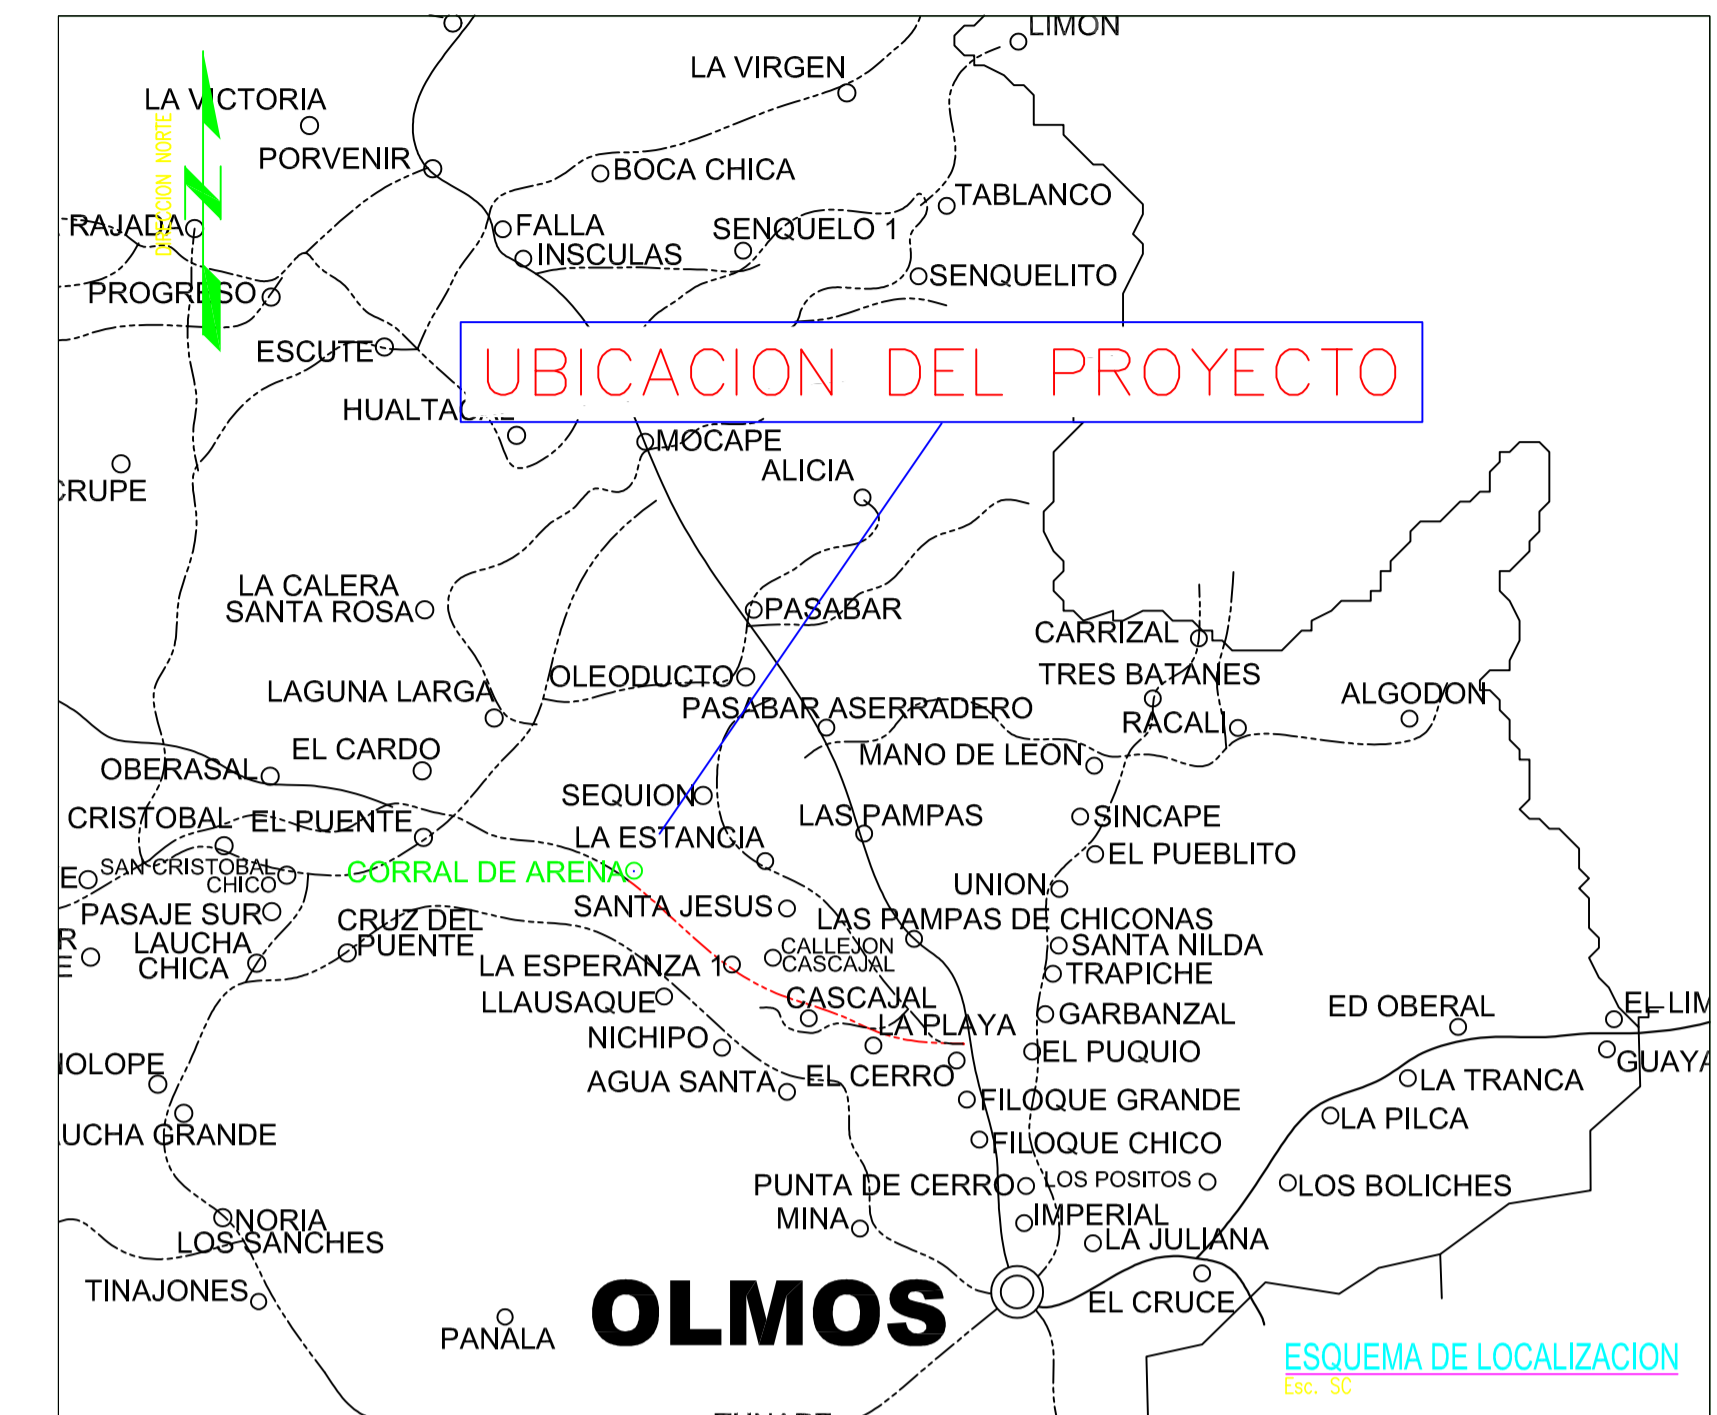 LIMON
LA VIRGEN
LA VICTORIA
DIRECCION NORTE
N
PORVENIR
BOCA CHICA
TABLANCO
RAJADA
FALLA
SENQUELO 1
INSCULAS
SENQUELITO
PROGRESO
ESCUTE
UBICACION DEL PROYECTO
MOCAPE
ALICIA
CRUPE
LA CALERA
SANTA ROSA
PASABAR
CARRIZAL
OLEODUCTO
TRES BATANES
LAGUNA LARGA
ALGODON
PASABAR ASERRADERO
RACALI
EL CARDO
MANO DE LEON
OBERASAL
SEQUION
CRISTOBAL
EL PUENTE
LAS PAMPAS
SINCAPE
LA ESTANCIA
EL PUEBLITO
SAN CRISTOBAL
CHICO
CORRAL DE ARENA
UNION
PASAJE SUR
CRUZ DEL
PUENTE
SANTA JESUS
LAS PAMPAS DE CHICONAS
LAUCHA
CHICA
CALLEJON
CASCAJAL
SANTA NILDA
LA ESPERANZA 1
TRAPICHE
LLAUSAQUE
CASCAJAL
ED OBERAL
EL LIM
GARBANZAL
LA PLAYA
NICHIPO
EL PUQUIO
GUAYA
NOLOPE
AGUA SANTA
EL CERRO
LA TRANCA
FILOQUE GRANDE
LA PILCA
AUCHA GRANDE
FILOQUE CHICO
PUNTA DE CERRO
LOS POSITOS
LOS BOLICHES
MINA
IMPERIAL
NORIA
LOS SANCHES
LA JULIANA
TINAJONES
EL CRUCE
OLMOS
PANALA
ESQUEMA DE LOCALIZACION
Esc. SC